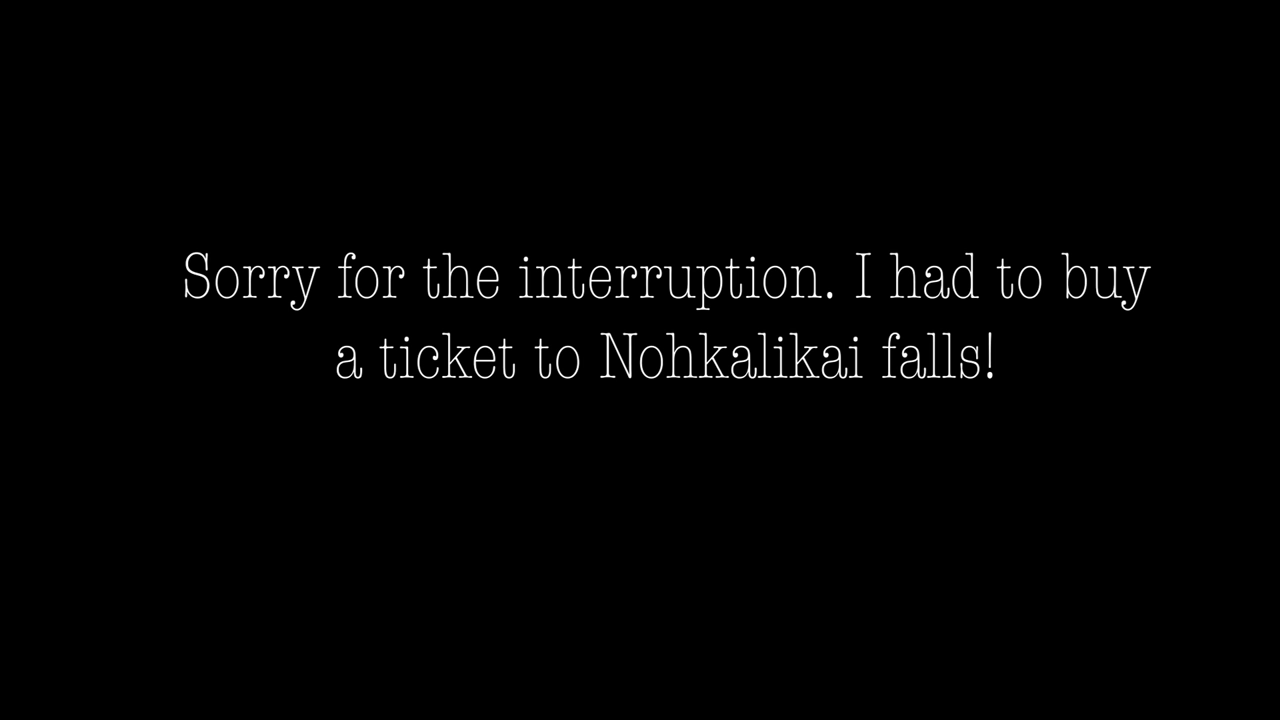 Sorry for the interruption. I had to buy
a ticket to Nohkalikai falls!